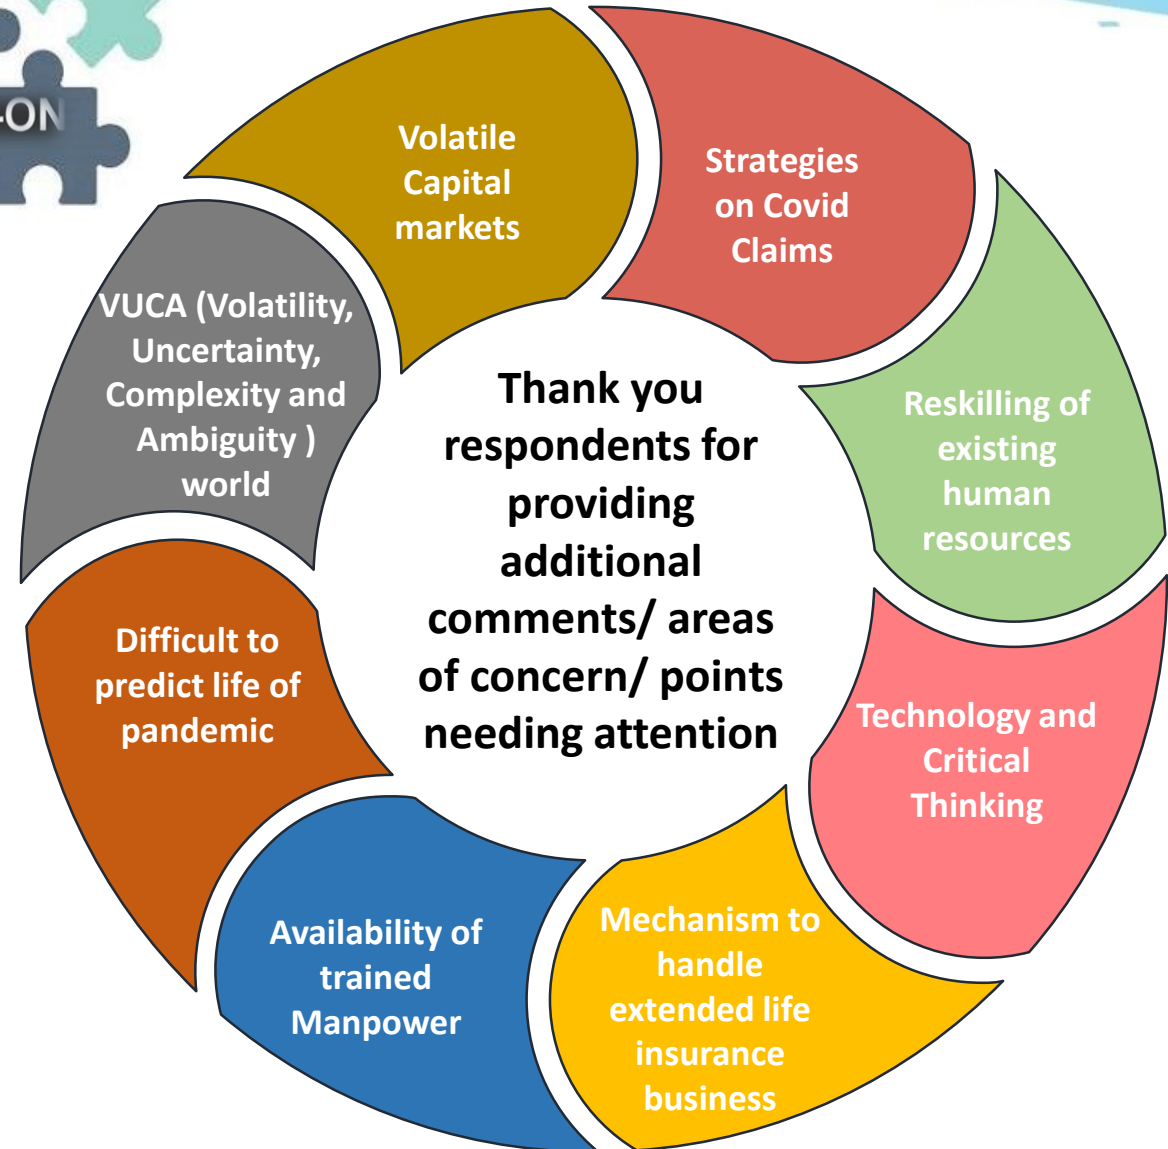 -ON
Volatile
Capital
markets
Strategies
on Covid
Claims
Reskilling of
existing
human
resources
Technology and
Critical
Thinking
Mechanism to
handle
extended life
insurance
business
Availability of
trained
Manpower
Difficult to
predict life of
pandemic
VUCA (Volatility,
Uncertainty,
Complexity and
Ambiguity )
world
Thank you
respondents for
providing
additional
comments/ areas
of concern/ points
needing attention